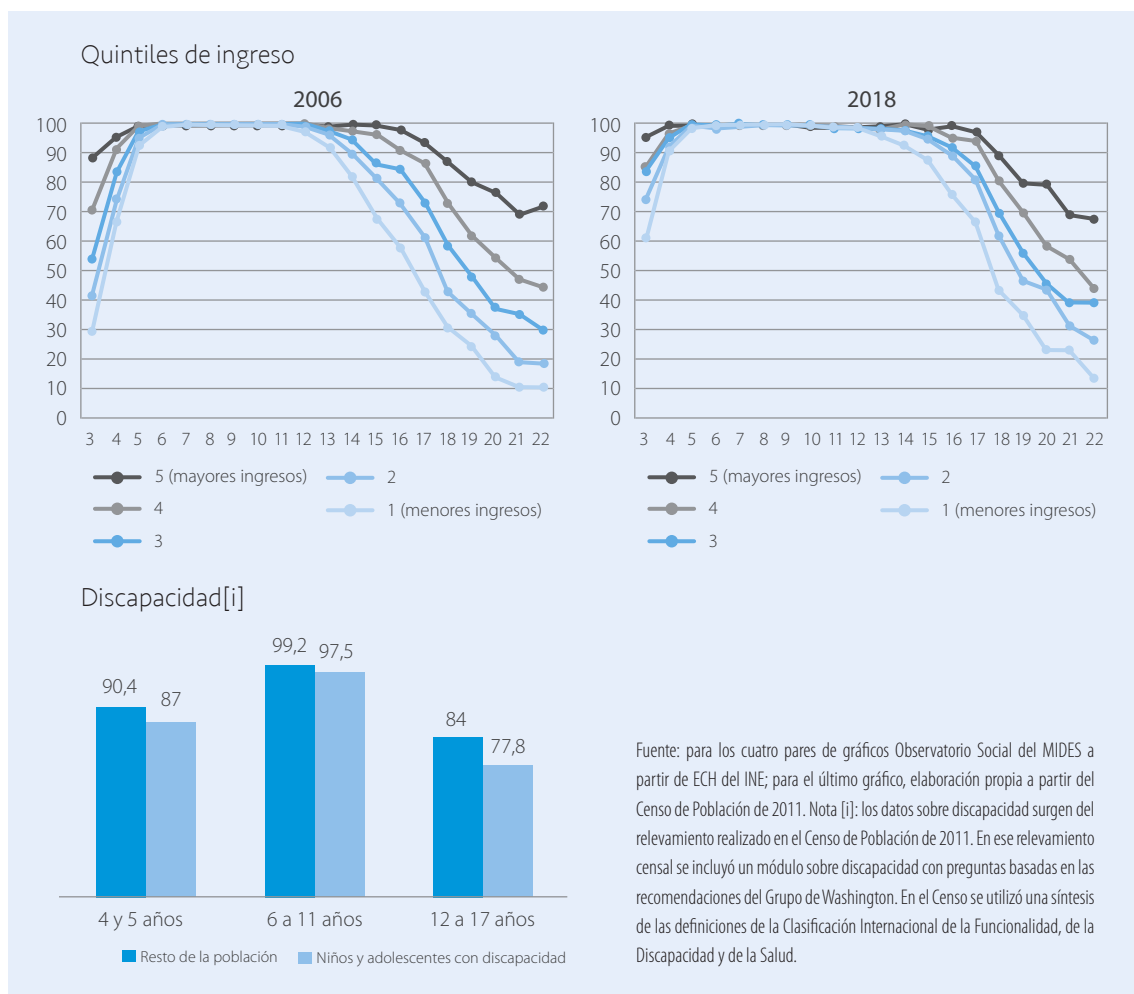 Quintiles de ingreso
2006
100
90
80
70
60
50
40
30
20
10
0
3 4 5 6 7 8 9 10 11 12 13 14 15 16 17 18 19 20 21 22
5 (mayores ingresos)
4
3
2
1 (menores ingresos)
2018
100
90
80
70
60
50
40
30
20
10
0
3 4 5 6 7 8 9 10 11 12 13 14 15 16 17 18 19 20 21 22
5 (mayores ingresos)
4
3
2
1 (menores ingresos)
Discapacidad[i]
90,4 87
99,2 97,5
84 77,8
4 y 5 años 6 a 11 años 12 a 17 años
Resto de la población Niños y adolescentes con discapacidad
Fuente: para los cuatro pares de gráficos Observatorio Social del MIDES a
partir de ECH del INE; para el último gráfico, elaboración propia a partir del
Censo de Población de 2011. Nota [i]: los datos sobre discapacidad surgen del
relevamiento realizado en el Censo de Población de 2011. En ese relevamiento
censal se incluyó un módulo sobre discapacidad con preguntas basadas en las
recomendaciones del Grupo de Washington. En el Censo se utilizó una síntesis
de las definiciones de la Clasificación Internacional de la Funcionalidad, de la
Discapacidad y de la Salud.